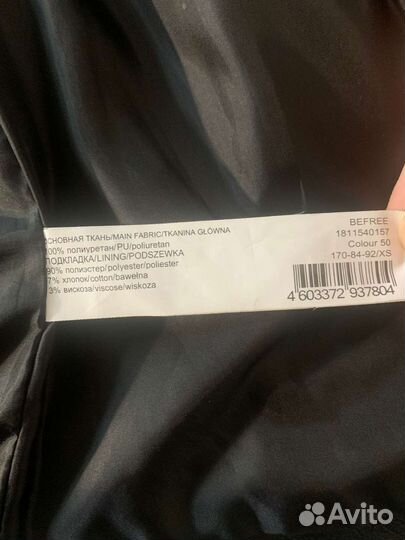 ОСНОВНАЯ ТКАНЬ/MAIN FABRIC/TKANINA GŁÓWNA
100% полиуретан/PU/poliuretan
ПОДКЛАДКА/LINING/PODSZEWKA
90% полиэстер/polyester/poliester
7% хлопок/cotton/bawełna
3% вискоза/viscose/wiskoza
BEFREE
1811540157
Colour 50
170-84-92/XS
4 603372 937804
Avito